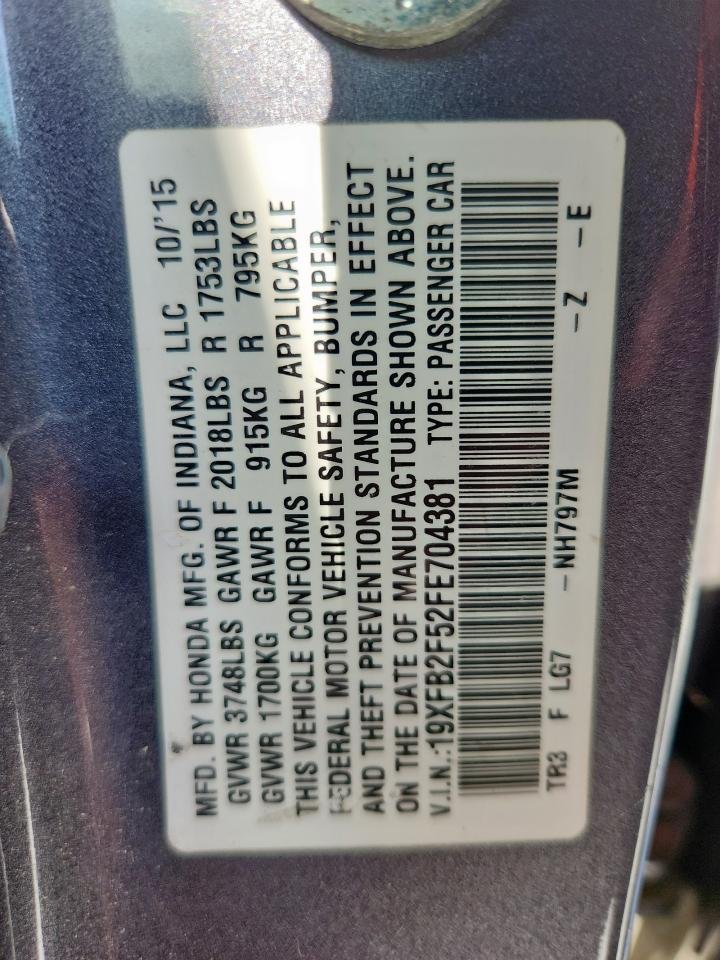 MFD. BY HONDA MFG. OF INDIANA, LLC 10/'15
GVWR 3748LBS GAWR F 2018LBS R 1753LBS
GVWR 1700KG GAWR F 915KG R 795KG
THIS VEHICLE CONFORMS TO ALL APPLICABLE
FEDERAL MOTOR VEHICLE SAFETY, BUMPER,
AND THEFT PREVENTION STANDARDS IN EFFECT
ON THE DATE OF MANUFACTURE SHOWN ABOVE.
V.I.N.:19XFB2F52FE704381 TYPE: PASSENGER CAR
TR3 F LG7 -NH797M -Z -E